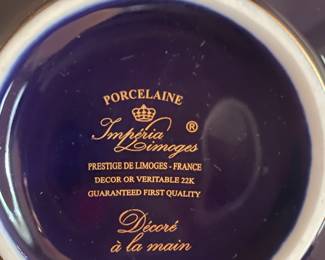 PORCELAINE
Impéria ®
Limoges
PRESTIGE DE LIMOGES - FRANCE
DECOR OR VERITABLE 22K
GUARANTEED FIRST QUALITY
Décoré
à la main